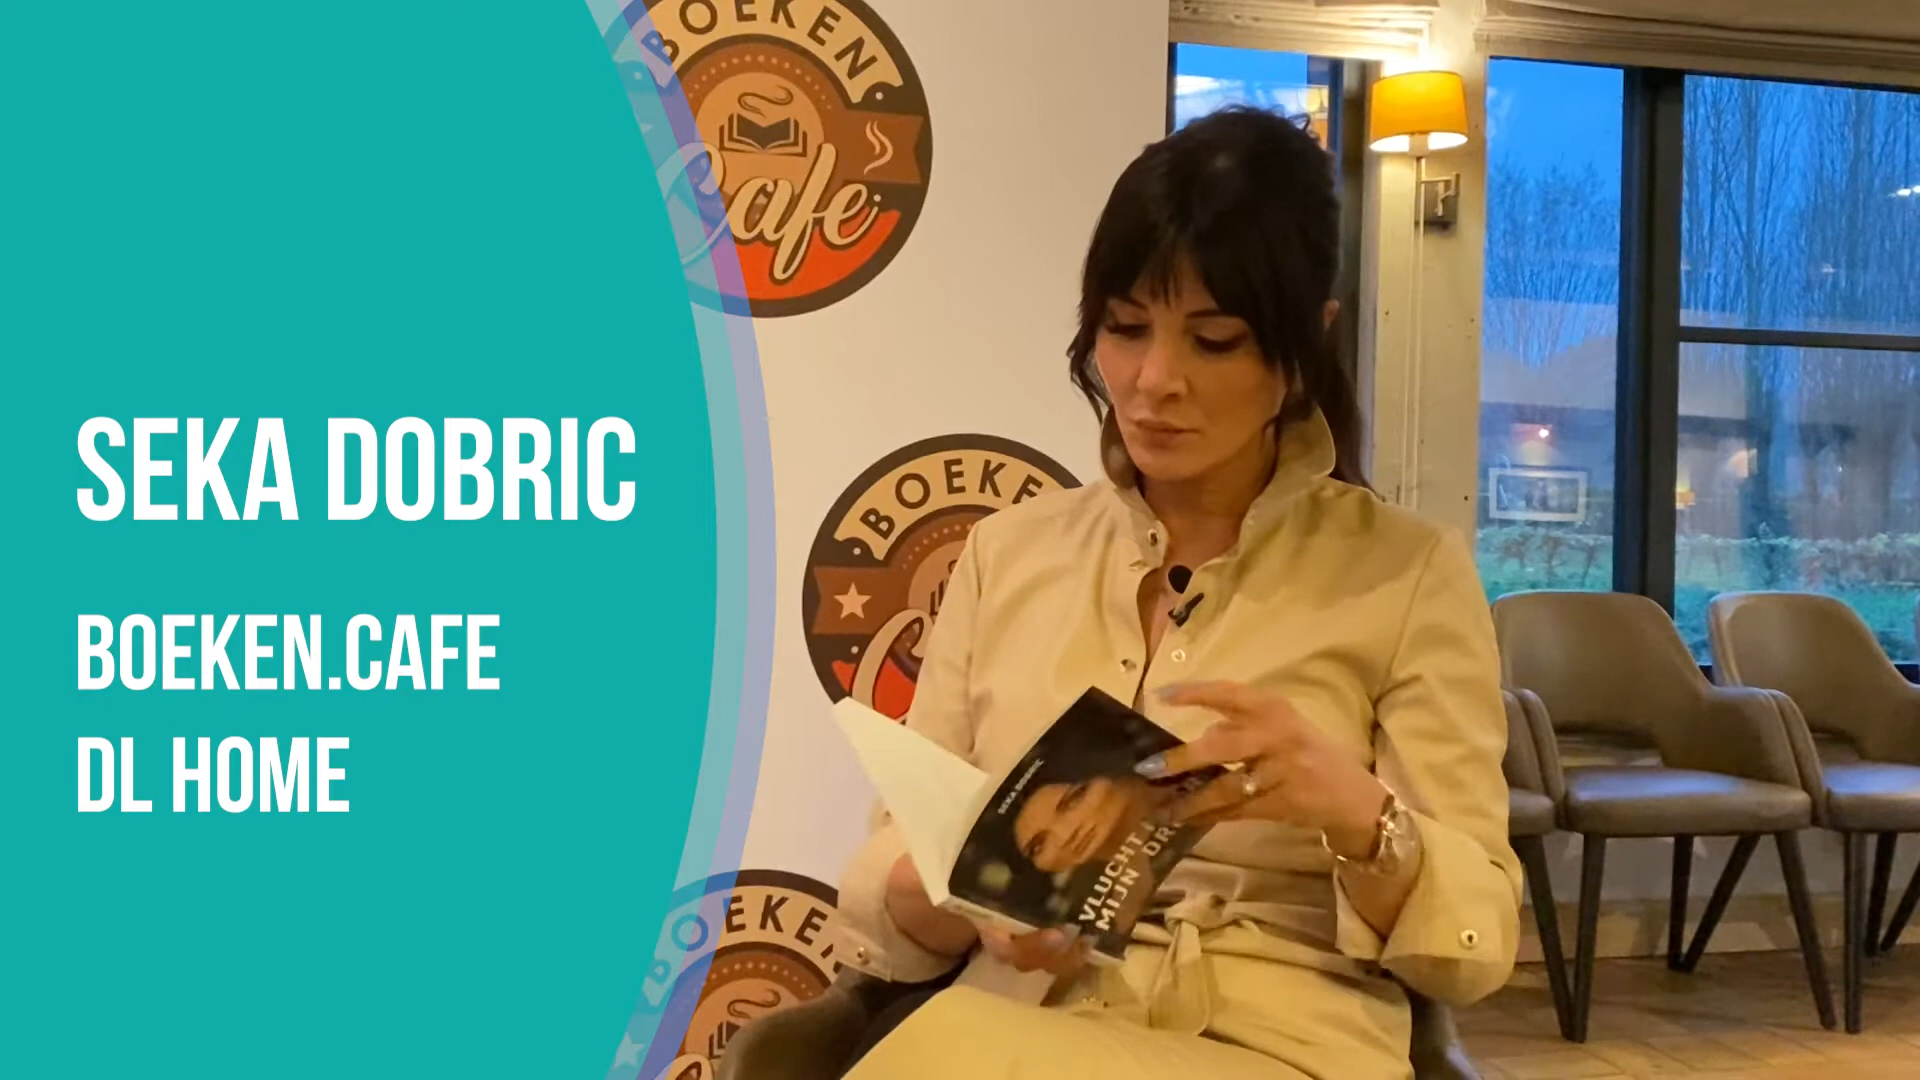 SEKA DOBRIC
BOEKEN.CAFE
DL HOME
BOEKEN
Cafe
BOEKE
BOEKEN
SEKA DOBRIC
VLUCHT
MIJN